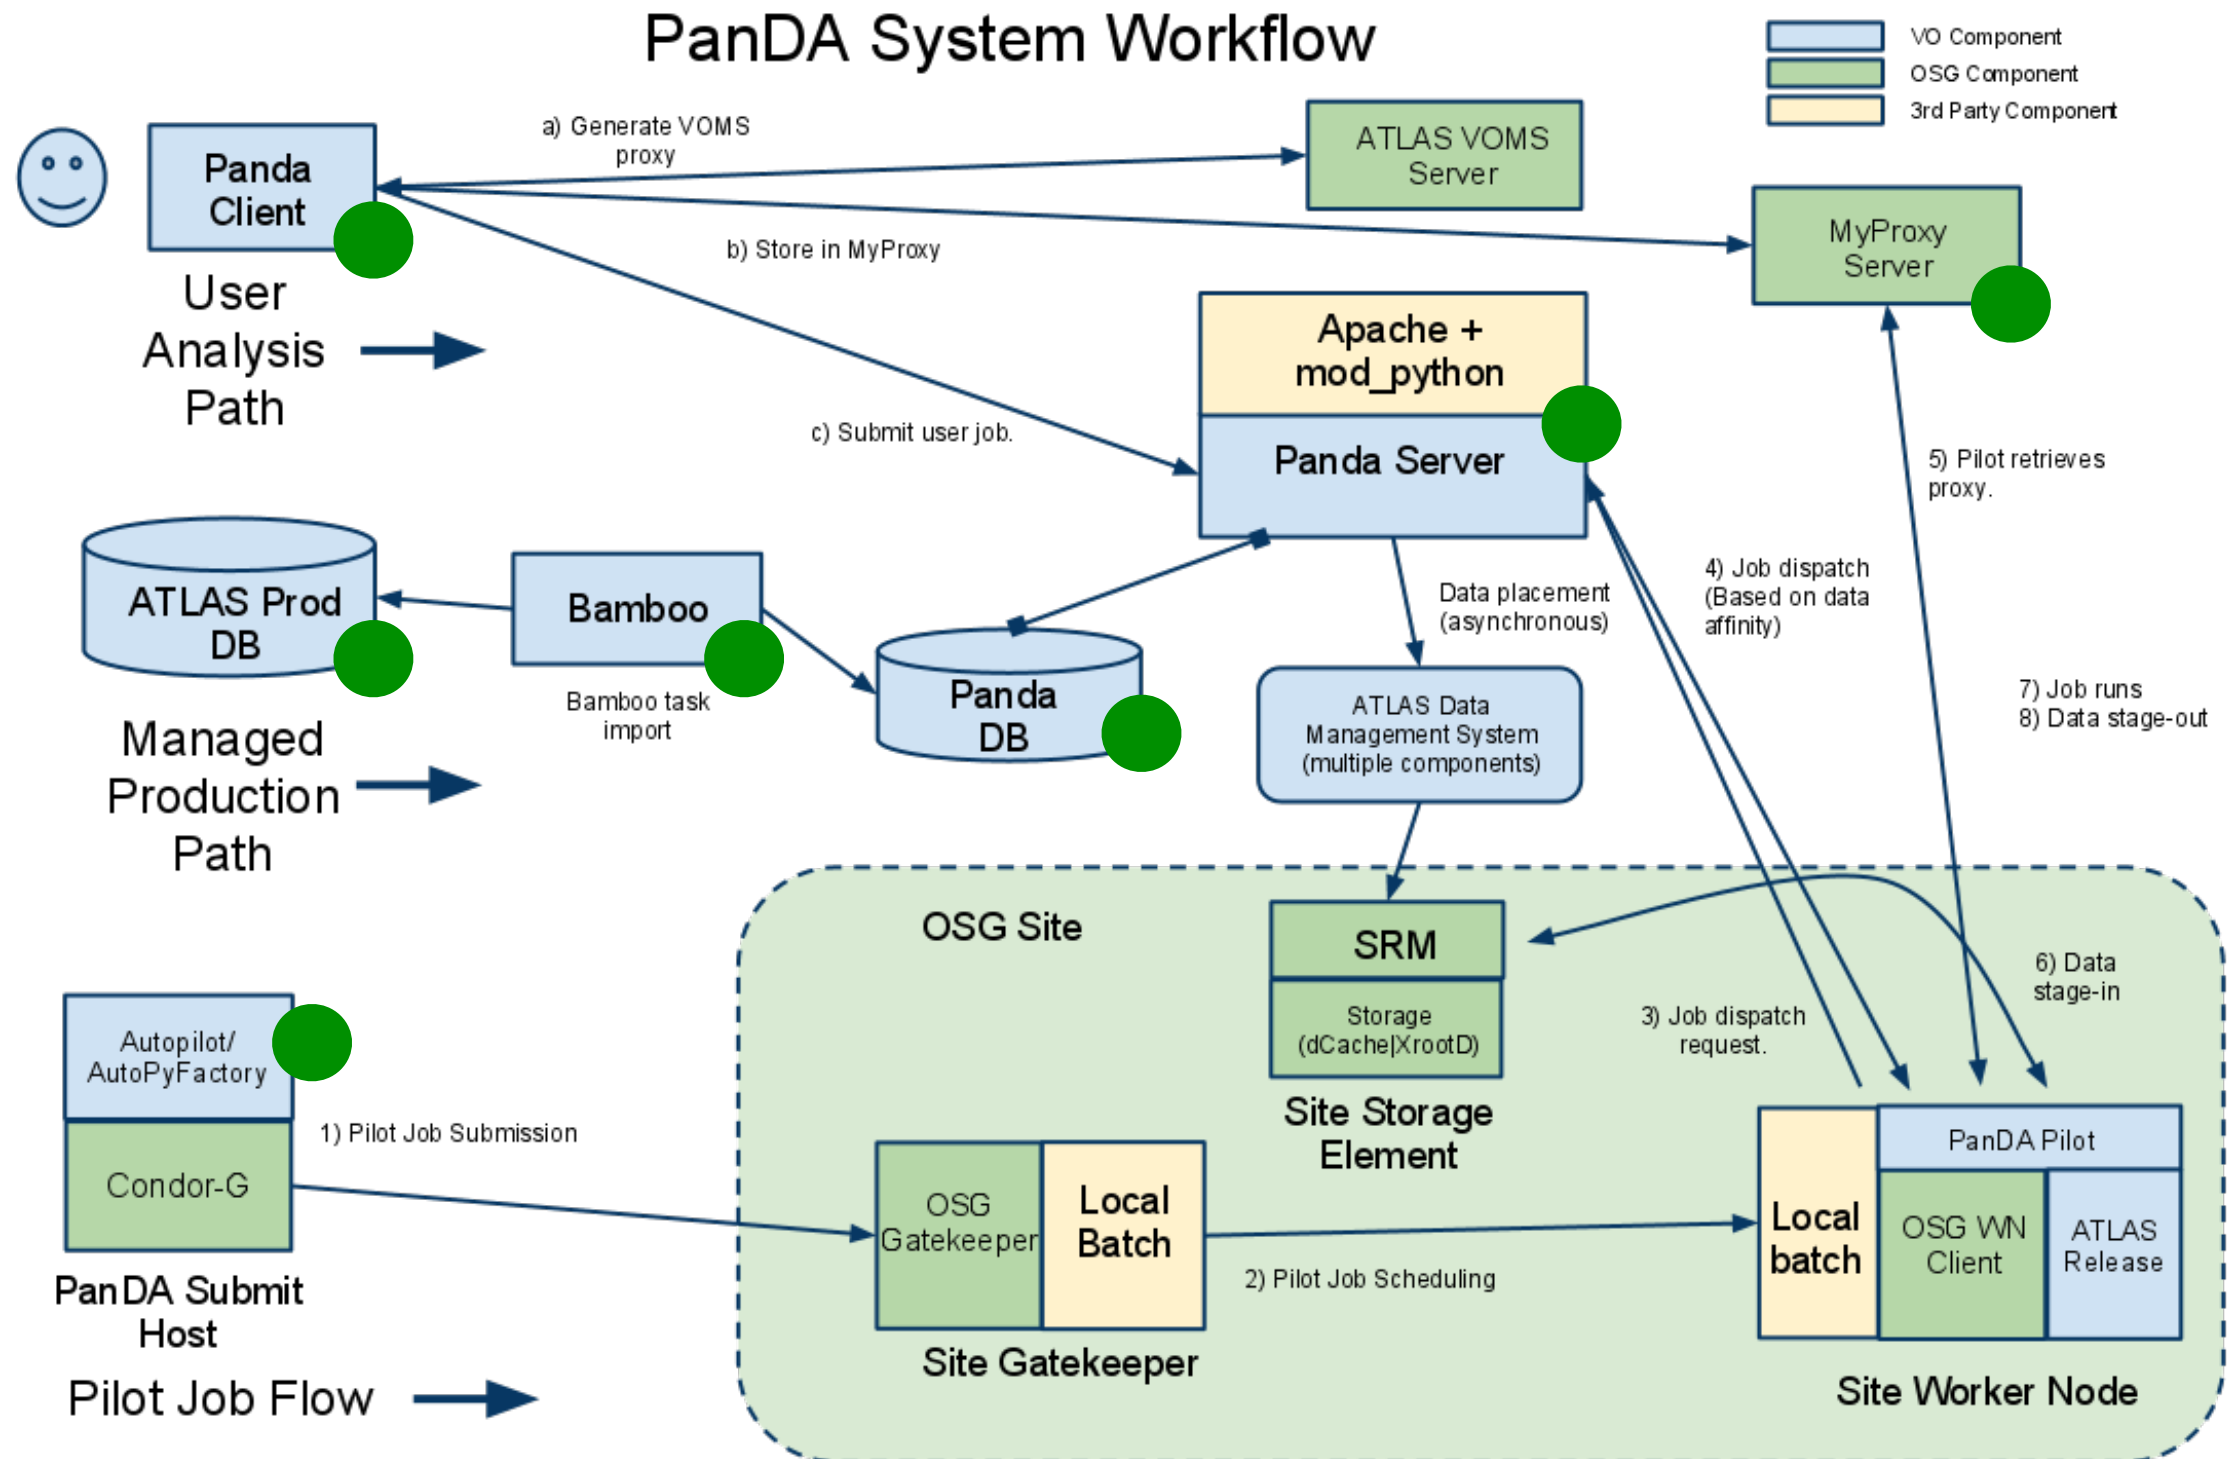 PanDA System Workflow
VO Component
OSG Component
3rd Party Component
Panda
Client
a) Generate VOMS
proxy
ATLAS VOMS
Server
MyProxy
Server
b) Store in MyProxy
User
Analysis
Path
Apache +
mod_python
Panda Server
c) Submit user job.
5) Pilot retrieves
proxy.
ATLAS Prod
DB
Bamboo
Bamboo task
import
Panda
DB
Data placement
(asynchronous)
4) Job dispatch
(Based on data
affinity)
ATLAS Data
Management System
(multiple components)
7) Job runs
8) Data stage-out
Managed
Production
Path
OSG Site
SRM
Storage
(dCache|XrootD)
Site Storage
Element
6) Data
stage-in
3) Job dispatch
request.
Autopilot/
AutoPyFactory
Condor-G
1) Pilot Job Submission
PanDA Submit
Host
Pilot Job Flow
OSG
Gatekeeper
Local
Batch
Site Gatekeeper
2) Pilot Job Scheduling
Local
batch
PanDA Pilot
OSG WN
Client
ATLAS
Release
Site Worker Node